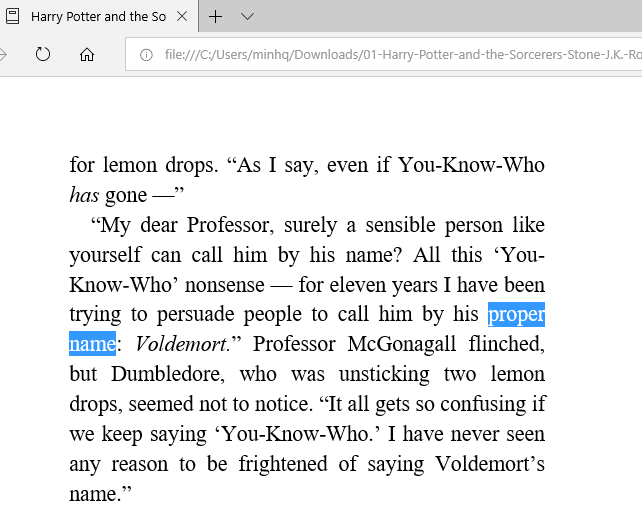 Harry Potter and the So
file:///C:/Users/minhq/Downloads/01-Harry-Potter-and-the-Sorcerers-Stone-J.K.-Ro
for lemon drops. “As I say, even if You-Know-Who
has gone —”
“My dear Professor, surely a sensible person like
yourself can call him by his name? All this ‘You-
Know-Who’ nonsense — for eleven years I have been
trying to persuade people to call him by his proper
name: Voldemort.” Professor McGonagall flinched,
but Dumbledore, who was unsticking two lemon
drops, seemed not to notice. “It all gets so confusing if
we keep saying ‘You-Know-Who.’ I have never seen
any reason to be frightened of saying Voldemort’s
name.”